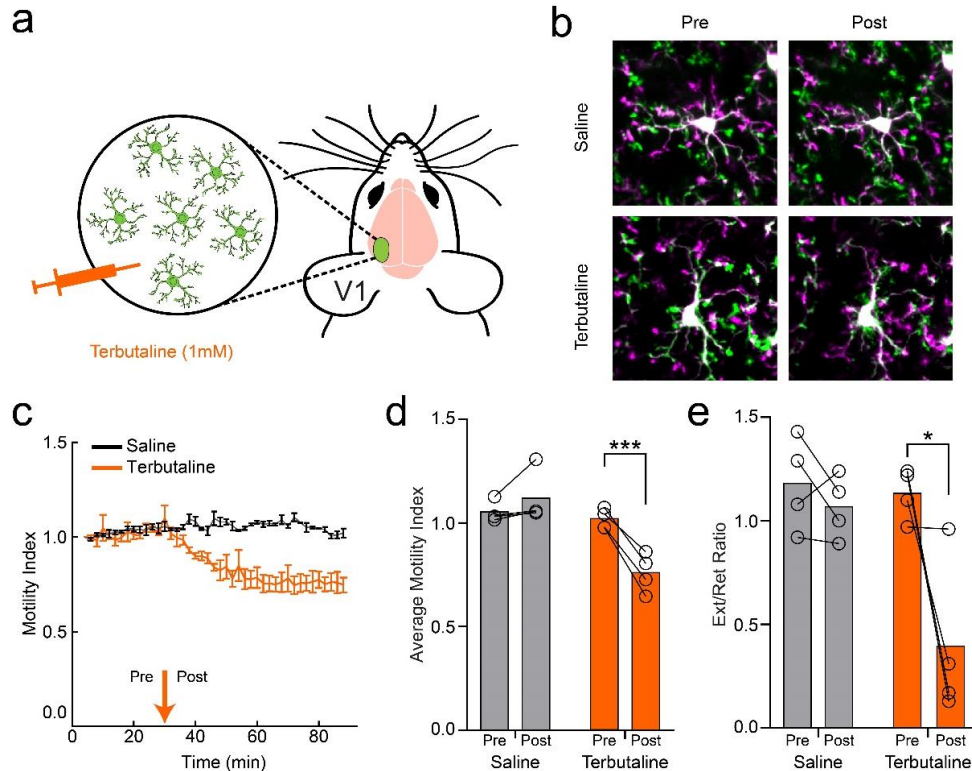 a
V1
Terbutaline (1mM)
b
Pre
Post
Saline
Terbutaline
c
1.5
1.0
0.5
0.0
Motility Index
Saline
Terbutaline
Pre
Post
0
20
40
60
80
Time (min)
d
1.5
1.0
0.5
0.0
Average Motility Index
***
Pre
Post
Pre
Post
Saline
Terbutaline
e
1.5
1.0
0.5
0.0
Ext/Ret Ratio
*
Pre
Post
Pre
Post
Saline
Terbutaline